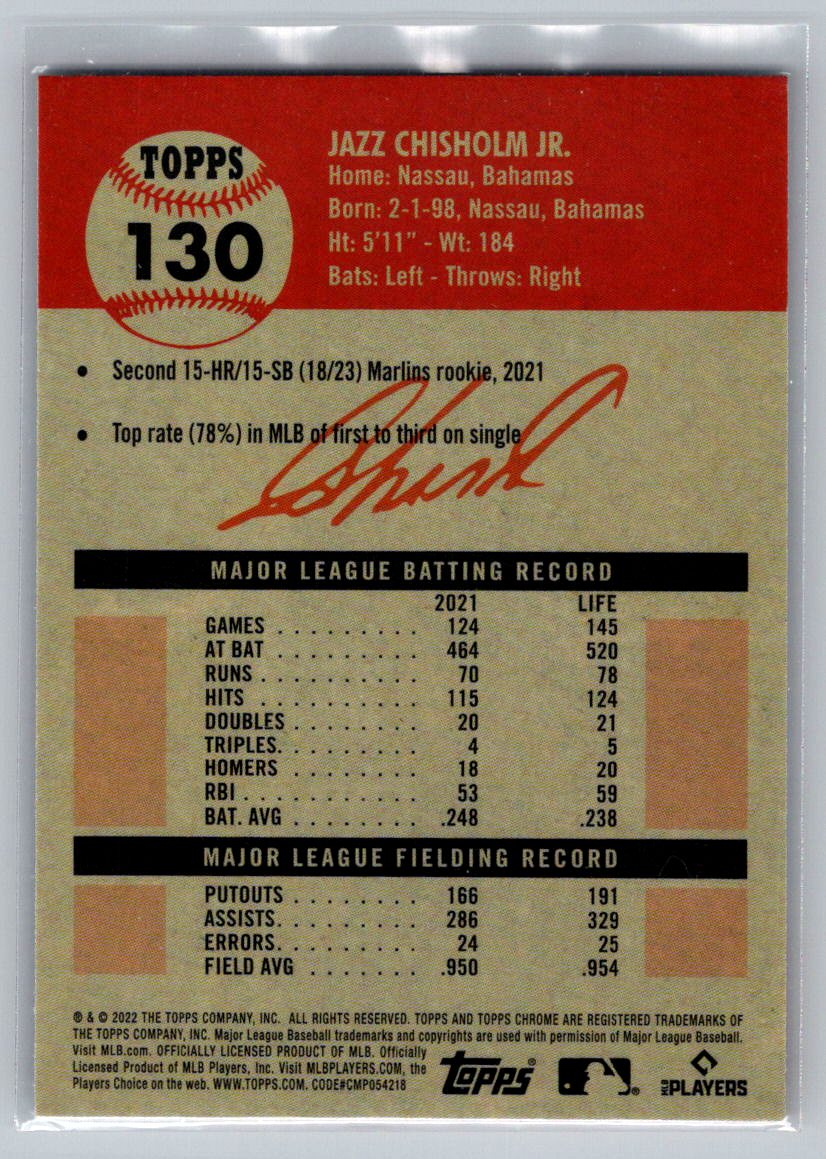 TOPPS
130
JAZZ CHISHOLM JR.
Home: Nassau, Bahamas
Born: 2-1-98, Nassau, Bahamas
Ht: 5'11" - Wt: 184
Bats: Left - Throws: Right
• Second 15-HR/15-SB (18/23) Marlins rookie, 2021
• Top rate (78%) in MLB of first to third on single
MAJOR LEAGUE BATTING RECORD
2021 LIFE
GAMES . . . . . . . . . 124 145
AT BAT . . . . . . . . . 464 520
RUNS . . . . . . . . . . 70 78
HITS . . . . . . . . . . 115 124
DOUBLES . . . . . . . . 20 21
TRIPLES. . . . . . . . . 4 5
HOMERS . . . . . . . . 18 20
RBI . . . . . . . . . . . 53 59
BAT. AVG . . . . . . . . .248 .238
MAJOR LEAGUE FIELDING RECORD
PUTOUTS . . . . . . . . 166 191
ASSISTS. . . . . . . . . 286 329
ERRORS. . . . . . . . . 24 25
FIELD AVG . . . . . . . .950 .954
® & © 2022 THE TOPPS COMPANY, INC. ALL RIGHTS RESERVED. TOPPS AND TOPPS CHROME ARE REGISTERED TRADEMARKS OF
THE TOPPS COMPANY, INC. Major League Baseball trademarks and copyrights are used with permission of Major League Baseball.
Visit MLB.com. OFFICIALLY LICENSED PRODUCT OF MLB. Officially
Licensed Product of MLB Players, Inc. Visit MLBPLAYERS.COM, the
Players Choice on the web. WWW.TOPPS.COM. CODE#CMP054218
Topps®
MLB PLAYERS